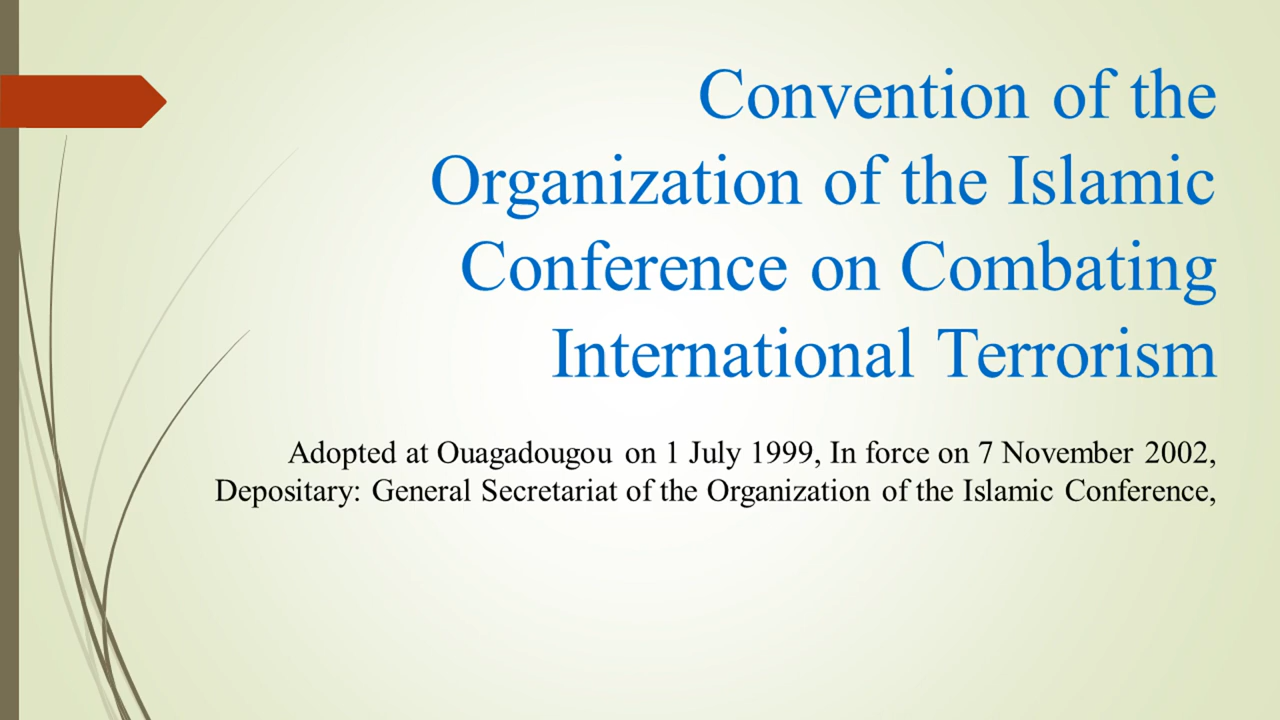 Convention of the
Organization of the Islamic
Conference on Combating
International Terrorism
Adopted at Ouagadougou on 1 July 1999, In force on 7 November 2002,
Depositary: General Secretariat of the Organization of the Islamic Conference,